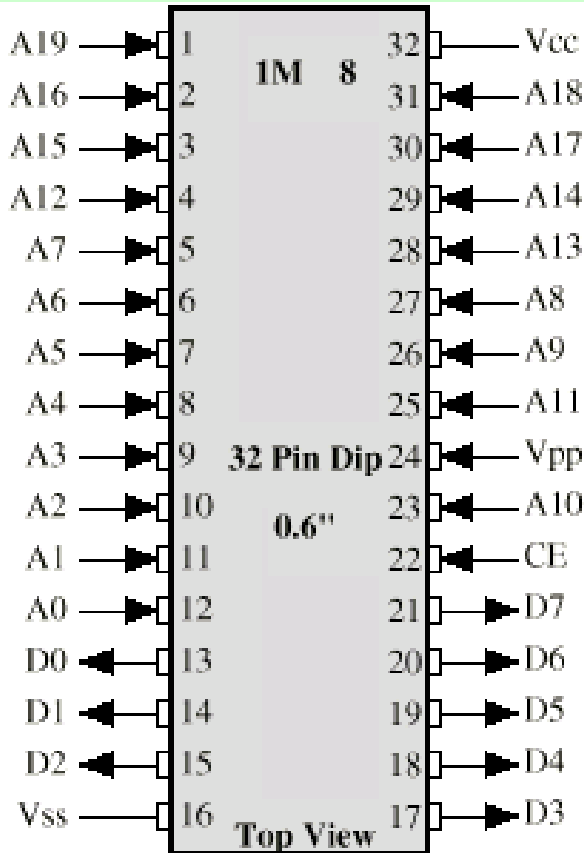 A19 1 32 Vcc
1M 8
A16 2 31 A18
A15 3 30 A17
A12 4 29 A14
A7 5 28 A13
A6 6 27 A8
A5 7 26 A9
A4 8 25 A11
A3 9 32 Pin Dip 24 Vpp
A2 10 23 A10
0.6"
A1 11 22 CE
A0 12 21 D7
D0 13 20 D6
D1 14 19 D5
D2 15 18 D4
Vss 16 17 D3
Top View